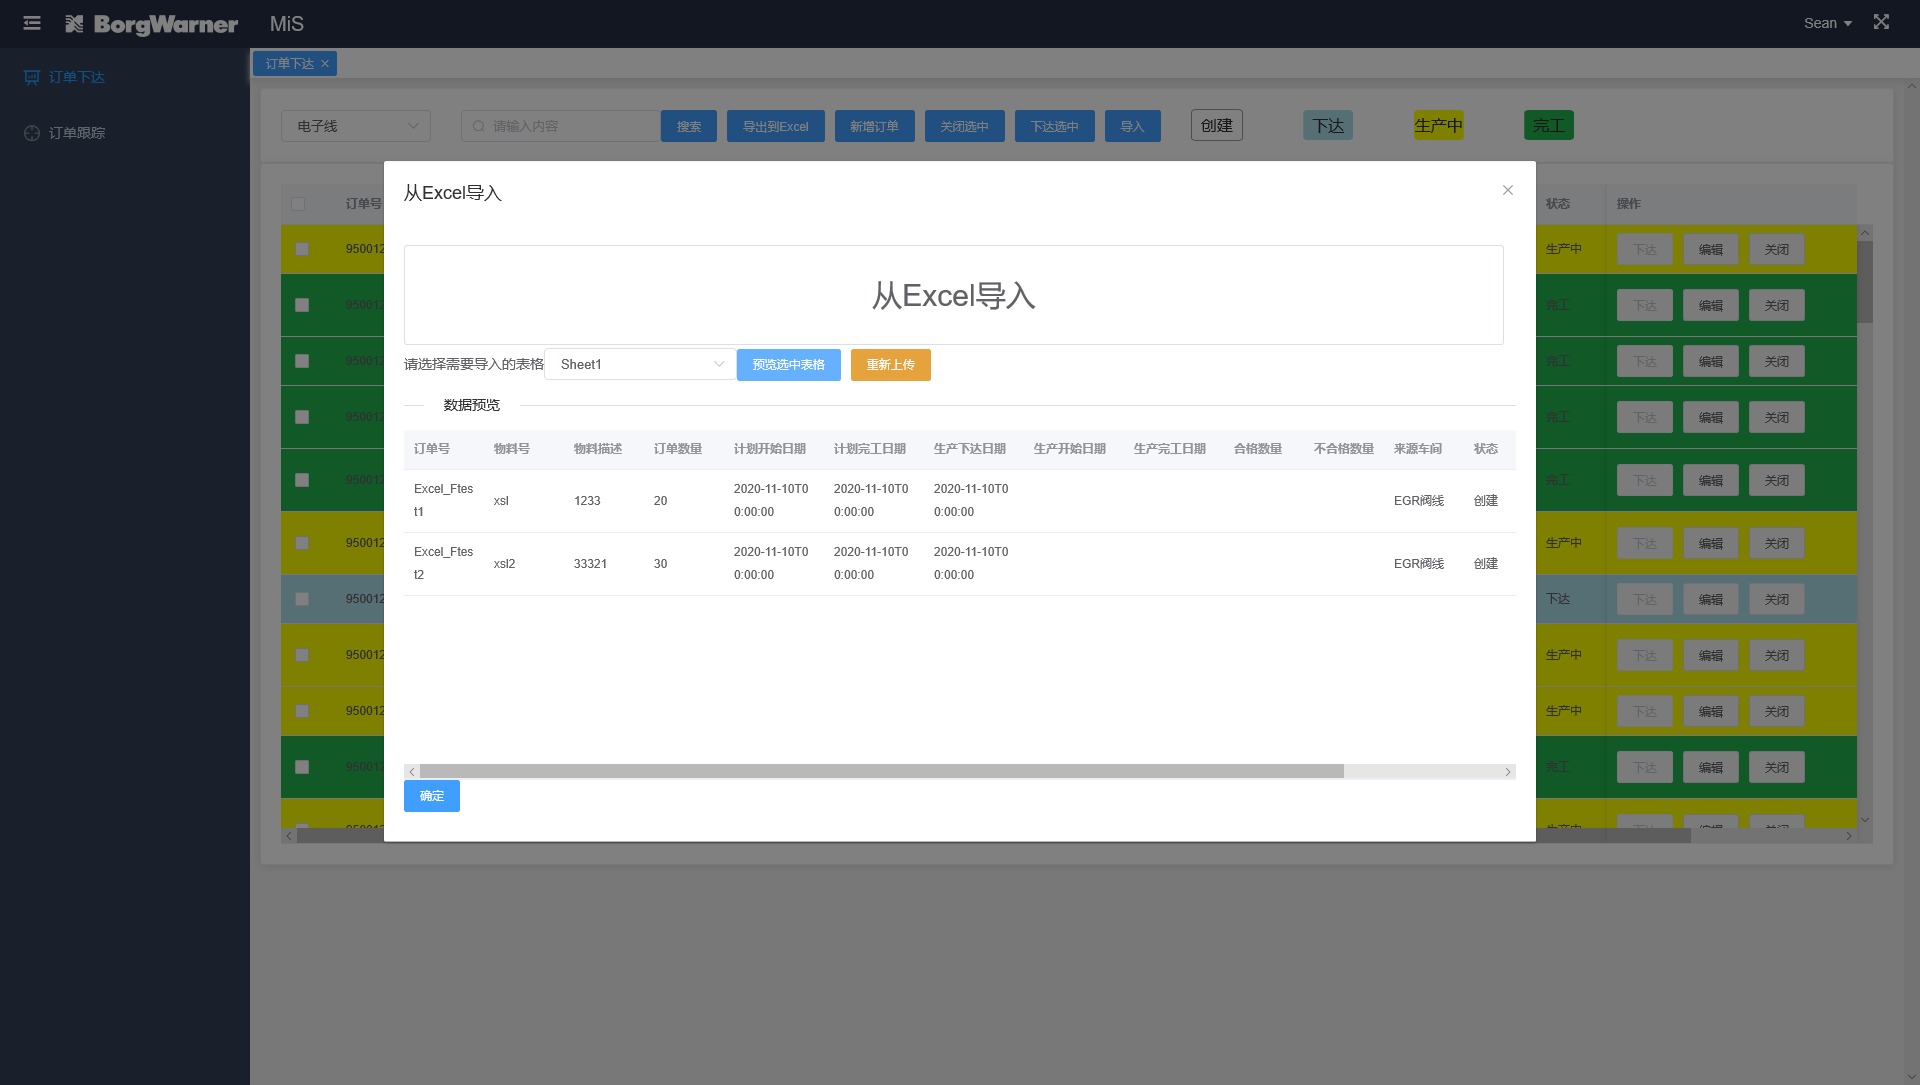 BorgWarner MiS Sean
订单下达
订单跟踪
订单下达
电子线 请输入内容 搜索 导出到Excel 新增订单 关闭选中 下达选中 导入 创建 下达 生产中 完工
订单号 状态 操作
从Excel导入
从Excel导入
请选择需要导入的表格 Sheet1 预览选中表格 重新上传
数据预览
订单号 物料号 物料描述 订单数量 计划开始日期 计划完工日期 生产下达日期 生产开始日期 生产完工日期 合格数量 不合格数量 来源车间 状态
Excel_Ftes
t1 xsl 1233 20 2020-11-10T0
0:00:00 2020-11-10T0
0:00:00 2020-11-10T0
0:00:00 EGR阀线 创建
Excel_Ftes
t2 xsl2 33321 30 2020-11-10T0
0:00:00 2020-11-10T0
0:00:00 2020-11-10T0
0:00:00 EGR阀线 创建
确定
950012 生产中 下达 编辑 关闭
950012 完工 下达 编辑 关闭
950012 完工 下达 编辑 关闭
950012 完工 下达 编辑 关闭
950012 完工 下达 编辑 关闭
950012 生产中 下达 编辑 关闭
950012 下达 下达 编辑 关闭
950012 生产中 下达 编辑 关闭
950012 生产中 下达 编辑 关闭
950012 完工 下达 编辑 关闭